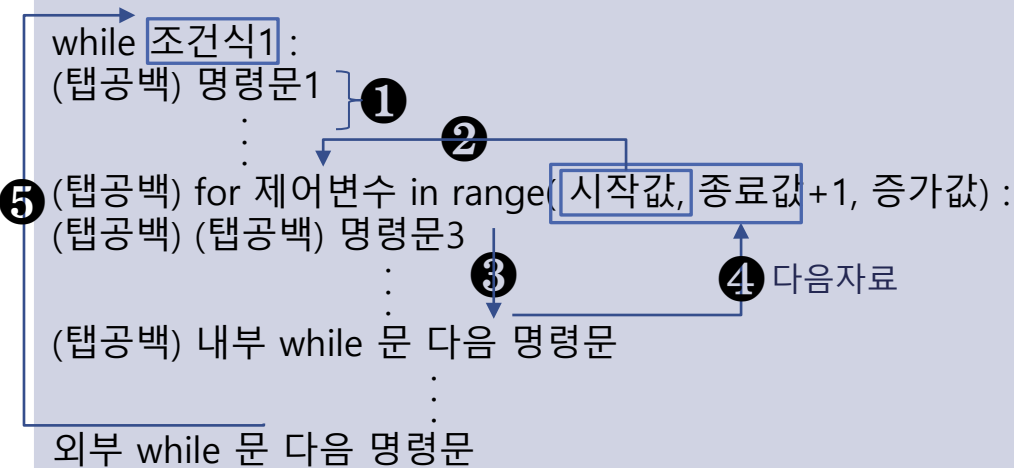 while 조건식1 :
(탭공백) 명령문1
❶
.
.
.
❷
❺
(탭공백) for 제어변수 in range( 시작값, 종료값+1, 증가값) :
(탭공백) (탭공백) 명령문3
.
.
.
❸
❹ 다음자료
(탭공백) 내부 while 문 다음 명령문
.
.
.
외부 while 문 다음 명령문